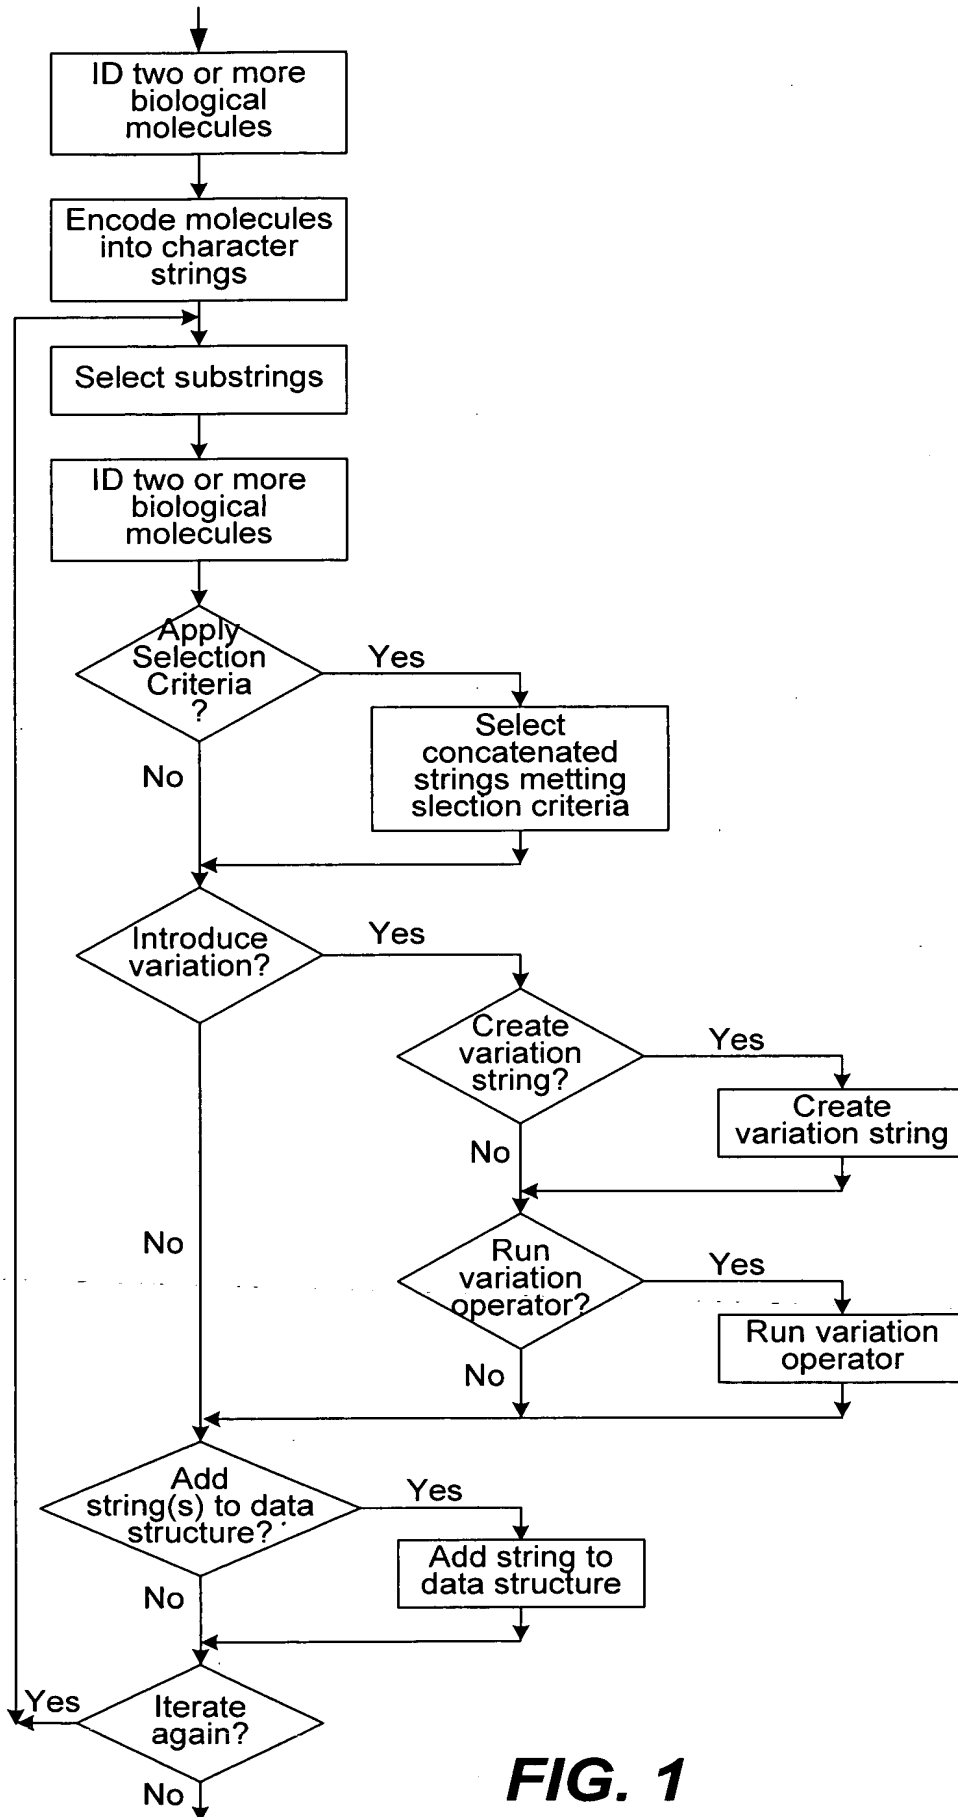 ID two or more
biological
molecules
Encode molecules
into character
strings
Select substrings
ID two or more
biological
molecules
Apply
Selection
Criteria
?
Yes
No
Select
concatenated
strings metting
slection criteria
Introduce
variation?
Yes
Create
variation
string?
Yes
Create
variation string
No
No
Run
variation
operator?
Yes
Run variation
operator
No
Add
string(s) to data
structure?
Yes
Add string to
data structure
No
Iterate
again?
Yes
No
FIG. 1